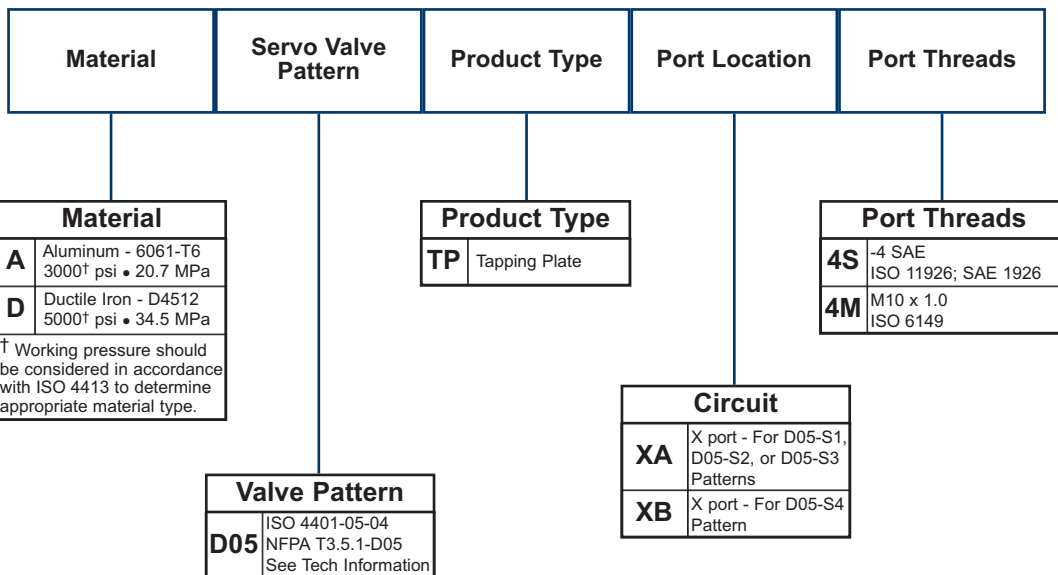 Material
Servo Valve
Pattern
Product Type
Port Location
Port Threads
Material
A
Aluminum - 6061-T6
3000† psi • 20.7 MPa
D
Ductile Iron - D4512
5000† psi • 34.5 MPa
† Working pressure should
be considered in accordance
with ISO 4413 to determine
appropriate material type.
Valve Pattern
D05
ISO 4401-05-04
NFPA T3.5.1-D05
See Tech Information
Product Type
TP
Tapping Plate
Circuit
XA
X port - For D05-S1,
D05-S2, or D05-S3
Patterns
XB
X port - For D05-S4
Pattern
Port Threads
4S
-4 SAE
ISO 11926; SAE 1926
4M
M10 x 1.0
ISO 6149